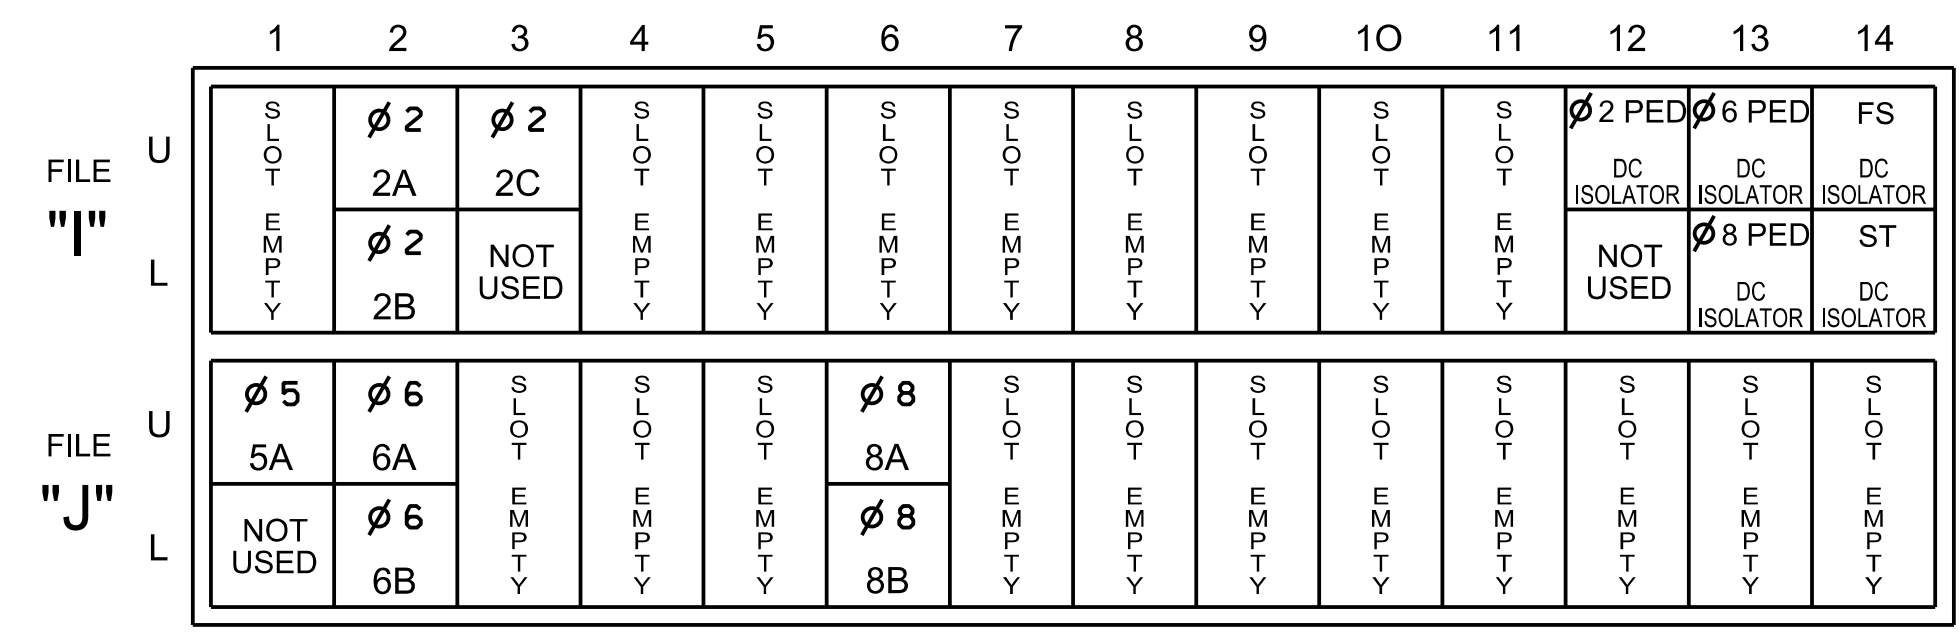 1 2 3 4 5 6 7 8 9 10 11 12 13 14
FILE "I"
U
L
SLOT EMPTY
Ø 2
2A
Ø 2
2B
Ø 2
2C
NOT
USED
SLOT EMPTY
SLOT EMPTY
SLOT EMPTY
SLOT EMPTY
SLOT EMPTY
SLOT EMPTY
SLOT EMPTY
SLOT EMPTY
Ø 2 PED
DC
ISOLATOR
NOT
USED
Ø 6 PED
DC
ISOLATOR
Ø 8 PED
DC
ISOLATOR
FS
DC
ISOLATOR
ST
DC
ISOLATOR
FILE "J"
U
L
Ø 5
5A
NOT
USED
Ø 6
6A
Ø 6
6B
SLOT EMPTY
SLOT EMPTY
SLOT EMPTY
Ø 8
8A
Ø 8
8B
SLOT EMPTY
SLOT EMPTY
SLOT EMPTY
SLOT EMPTY
SLOT EMPTY
SLOT EMPTY
SLOT EMPTY
SLOT EMPTY